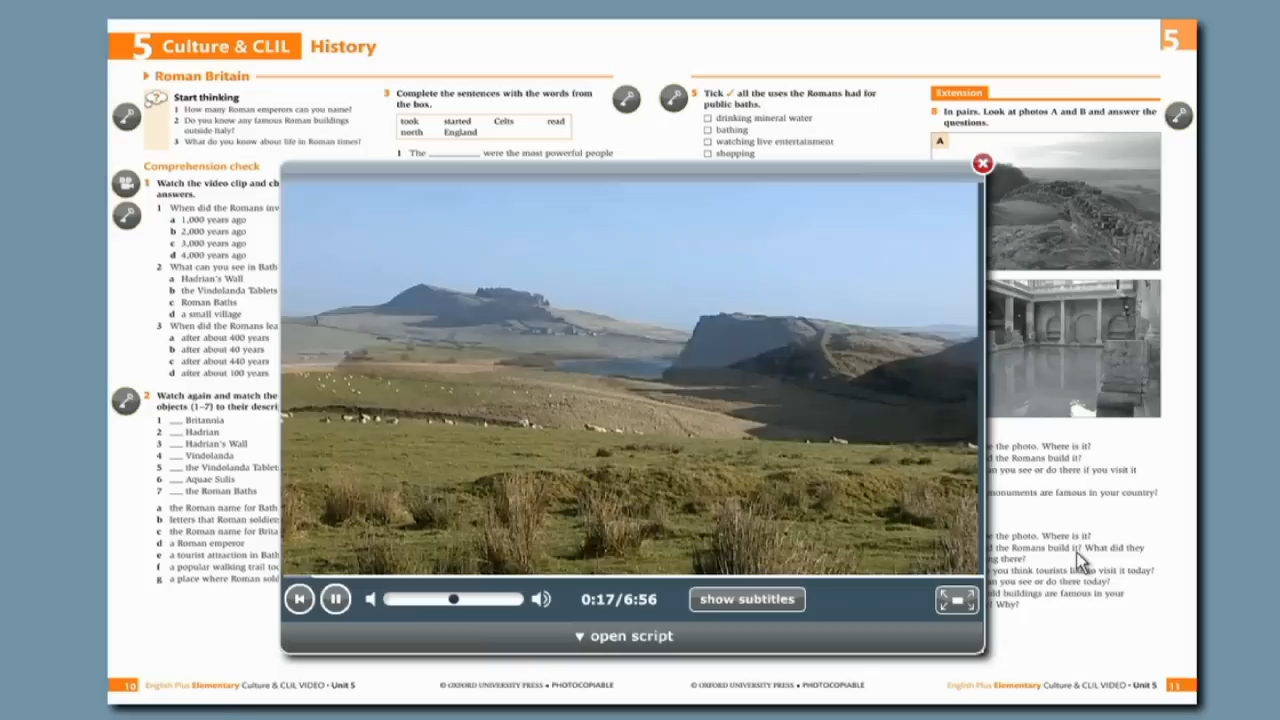 5 Culture & CLIL History
5
Roman Britain
Start thinking
1 How many Roman emperors can you name?
2 Do you know any famous Roman buildings
outside Italy?
3 What do you know about life in Roman times?
Comprehension check
1 Watch the video clip and ch
answers.
1 When did the Romans inv
a 1,000 years ago
b 2,000 years ago
c 3,000 years ago
d 4,000 years ago
2 What can you see in Bath
a Hadrian's Wall
b the Vindolanda Tablets
c Roman Baths
d a small village
3 When did the Romans lea
a after about 400 years
b after about 40 years
c after about 440 years
d after about 100 years
2 Watch again and match the
objects (1–7) to their descri
1 ___ Britannia
2 ___ Hadrian
3 ___ Hadrian's Wall
4 ___ Vindolanda
5 ___ the Vindolanda Tablet
6 ___ Aquae Sulis
7 ___ the Roman Baths
a the Roman name for Bath
b letters that Roman soldier
c the Roman name for Brita
d a Roman emperor
e a tourist attraction in Bath
f a popular walking trail to
g a place where Roman sold
3 Complete the sentences with the words from
the box.
took started Celts read
north England
1 The ________ were the most powerful people
5 Tick ✓ all the uses the Romans had for
public baths.
drinking mineral water
bathing
watching live entertainment
shopping
Extension
8 In pairs. Look at photos A and B and answer the
questions.
A
e the photo. Where is it?
d the Romans build it?
an you see or do there if you visit it
monuments are famous in your country?
e the photo. Where is it?
d the Romans build it? What did they
ng there?
you think tourists like to visit it today?
an you see or do there today?
ld buildings are famous in your
? Why?
0:17/6:56
show subtitles
▼ open script
10 English Plus Elementary Culture & CLIL VIDEO • Unit 5
© OXFORD UNIVERSITY PRESS • PHOTOCOPIABLE
© OXFORD UNIVERSITY PRESS • PHOTOCOPIABLE
English Plus Elementary Culture & CLIL VIDEO • Unit 5 11